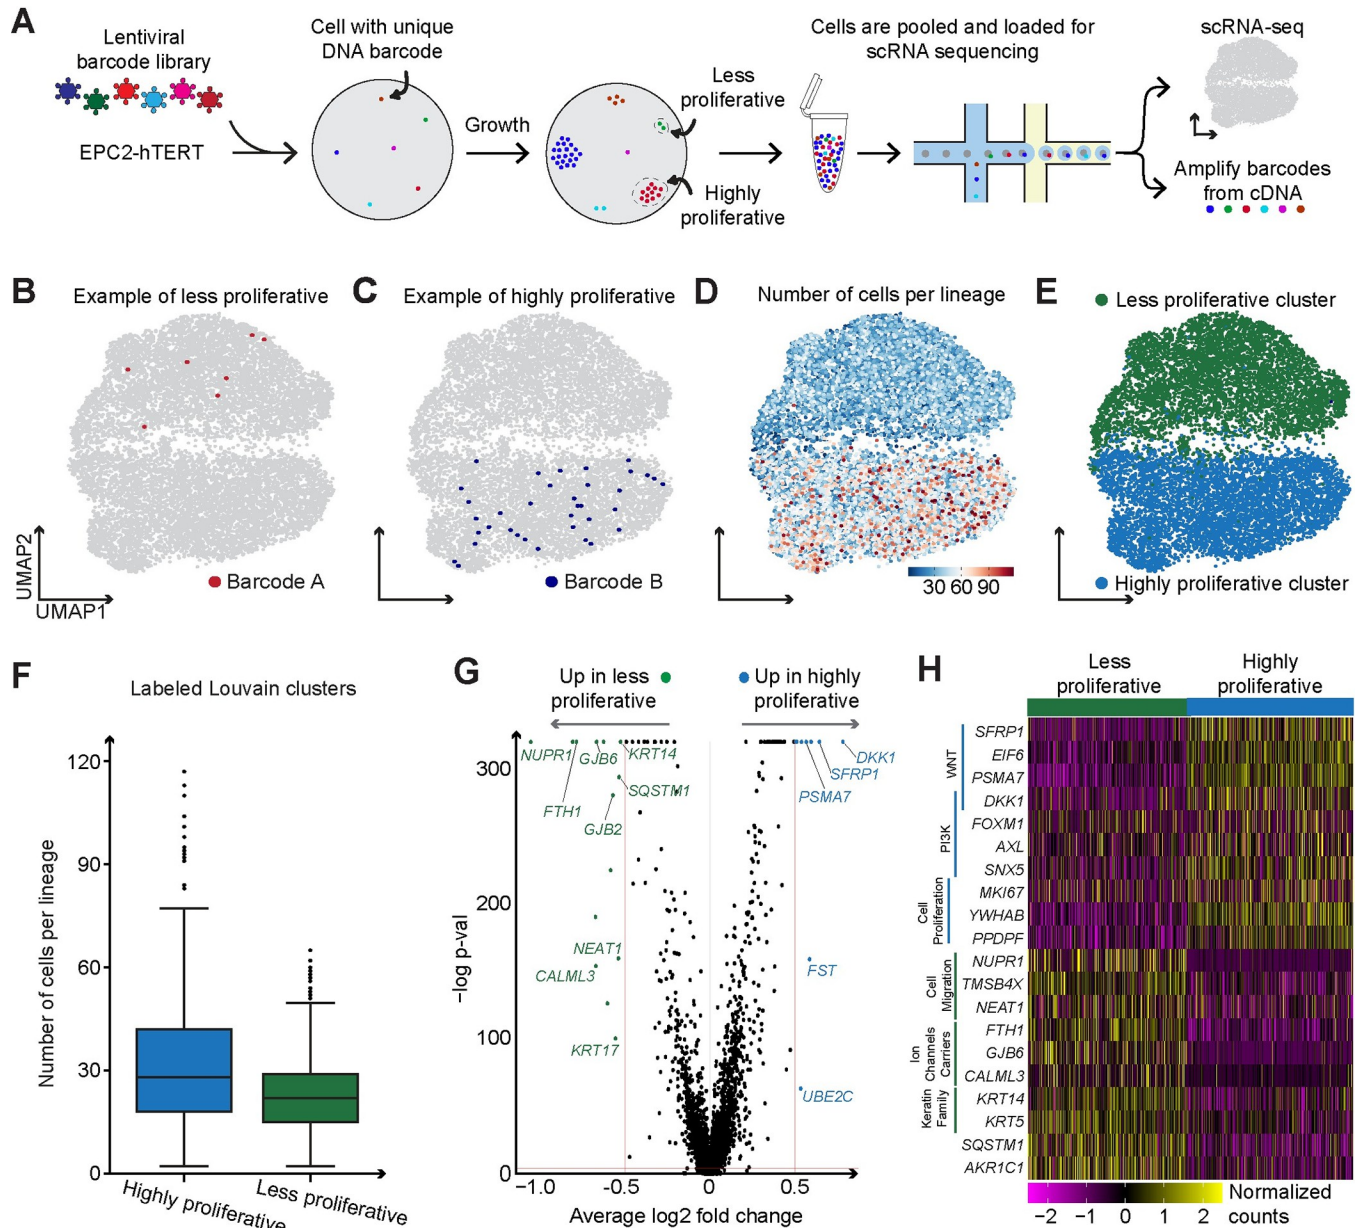 A
Lentiviral
barcode library
EPC2-hTERT
Cell with unique
DNA barcode
Growth
Less
proliferative
Highly
proliferative
Cells are pooled and loaded for
scRNA sequencing
scRNA-seq
Amplify barcodes
from cDNA
B
Example of less proliferative
UMAP2
UMAP1
Barcode A
C
Example of highly proliferative
Barcode B
D
Number of cells per lineage
30 60 90
E
Less proliferative cluster
Highly proliferative cluster
F
Labeled Louvain clusters
Number of cells per lineage
120
90
60
30
0
Highly proliferative
Less proliferative
G
Up in less
proliferative
Up in highly
proliferative
−log p-val
300
200
100
0
NUPR1
GJB6
KRT14
FTH1
SQSTM1
GJB2
DKK1
SFRP1
PSMA7
NEAT1
CALML3
FST
KRT17
UBE2C
−1.0 −0.5 0 0.5
Average log2 fold change
H
Less
proliferative
Highly
proliferative
WNT
SFRP1
EIF6
PSMA7
DKK1
PI3K
FOXM1
AXL
SNX5
Cell
Proliferation
MKI67
YWHAB
PPDPF
Cell
Migration
NUPR1
TMSB4X
NEAT1
Ion
Channels
Carriers
FTH1
GJB6
CALML3
Keratin
Family
KRT14
KRT5
SQSTM1
AKR1C1
−2 −1 0 1 2
Normalized
counts